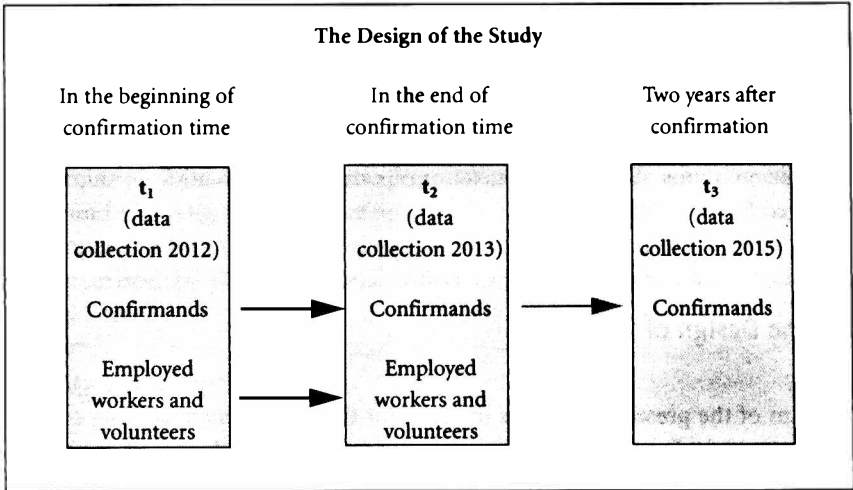 The Design of the Study
In the beginning of
confirmation time
In the end of
confirmation time
Two years after
confirmation
t₁
(data
collection 2012)
Confirmands
Employed
workers and
volunteers
t₂
(data
collection 2013)
Confirmands
Employed
workers and
volunteers
t₃
(data
collection 2015)
Confirmands